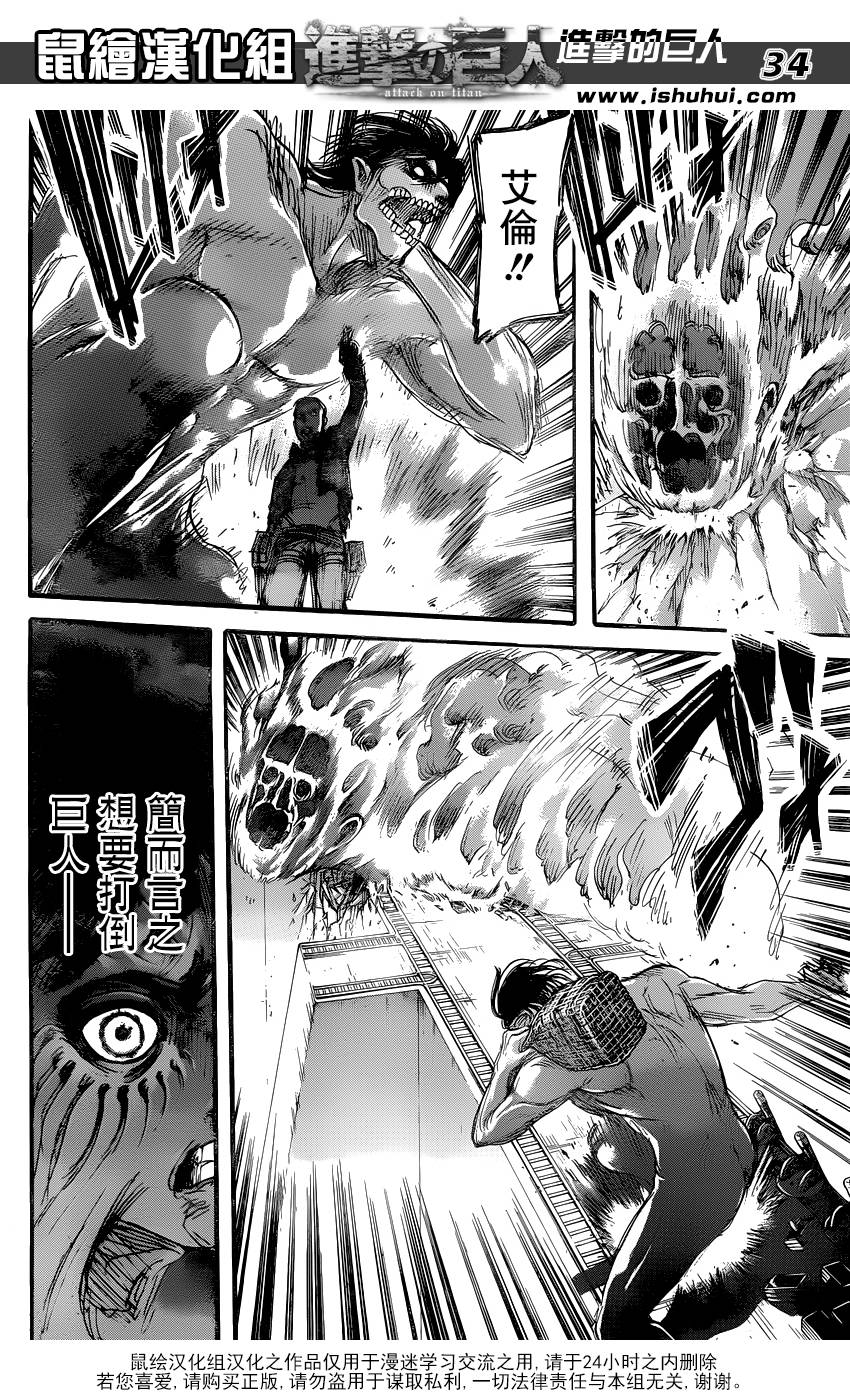 鼠繪漢化組
進撃の巨人
attack on titan
進擊的巨人
34
www.ishuhui.com
艾倫!!
簡而言之
想要打倒
巨人——
鼠绘汉化组汉化之作品仅用于漫迷学习交流之用, 请于24小时之内删除
若您喜爱, 请购买正版, 请勿盗用于谋取私利, 一切法律责任与本组无关, 谢谢。